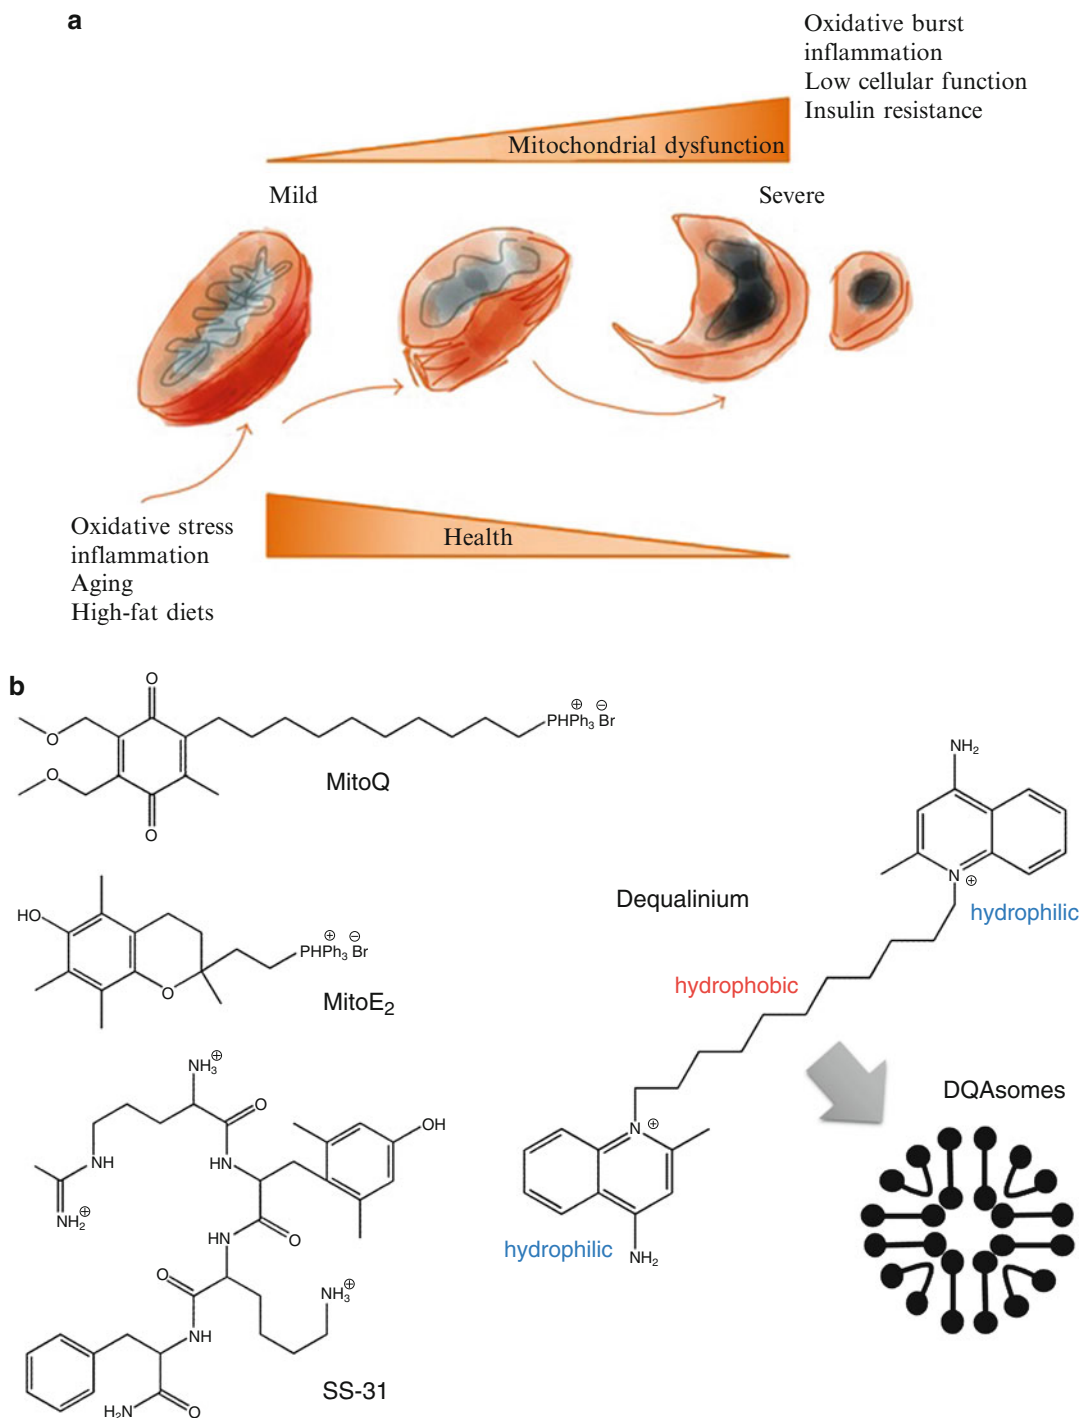 a
Oxidative burst
inflammation
Low cellular function
Insulin resistance
Mitochondrial dysfunction
Mild
Severe
Oxidative stress
inflammation
Aging
High-fat diets
Health
b
O
O
O
O
PHPh₃ Br
⊕ ⊖
MitoQ
HO
O
PHPh₃ Br
⊕ ⊖
MitoE₂
NH₃
⊕
O
OH
NH
HN
NH₂
⊕
O
HN
O
NH₃
⊕
NH
H₂N
O
SS-31
NH₂
N
⊕
Dequalinium
hydrophilic
hydrophobic
N
⊕
hydrophilic
NH₂
DQAsomes